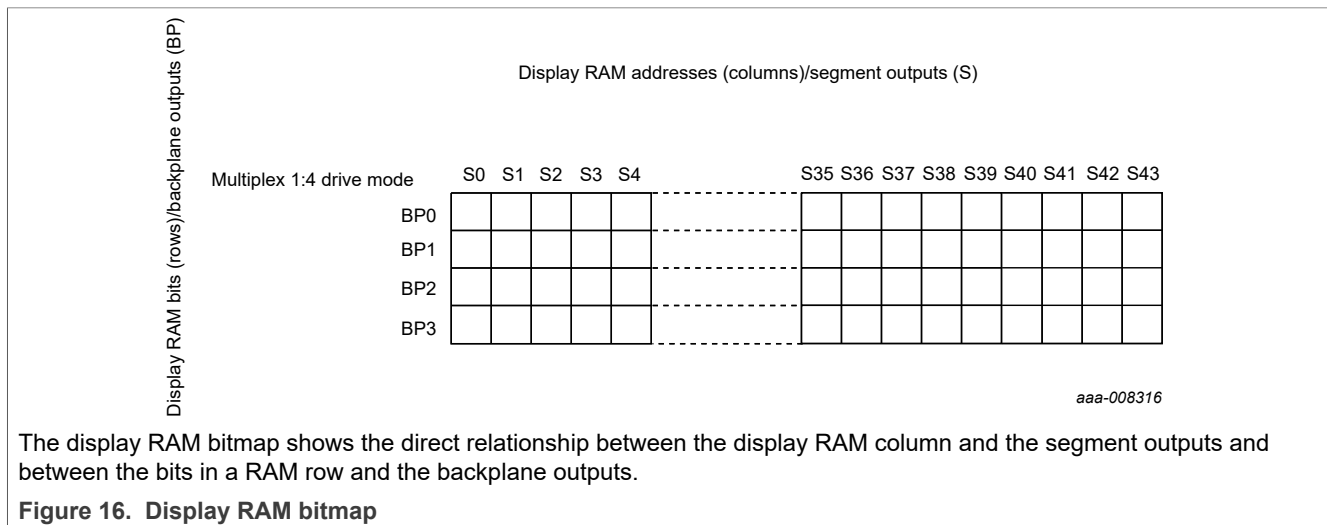 Display RAM bits (rows)/backplane outputs (BP)
Display RAM addresses (columns)/segment outputs (S)
Multiplex 1:4 drive mode S0 S1 S2 S3 S4 S35 S36 S37 S38 S39 S40 S41 S42 S43
BP0
BP1
BP2
BP3
aaa-008316
The display RAM bitmap shows the direct relationship between the display RAM column and the segment outputs and
between the bits in a RAM row and the backplane outputs.
Figure 16. Display RAM bitmap